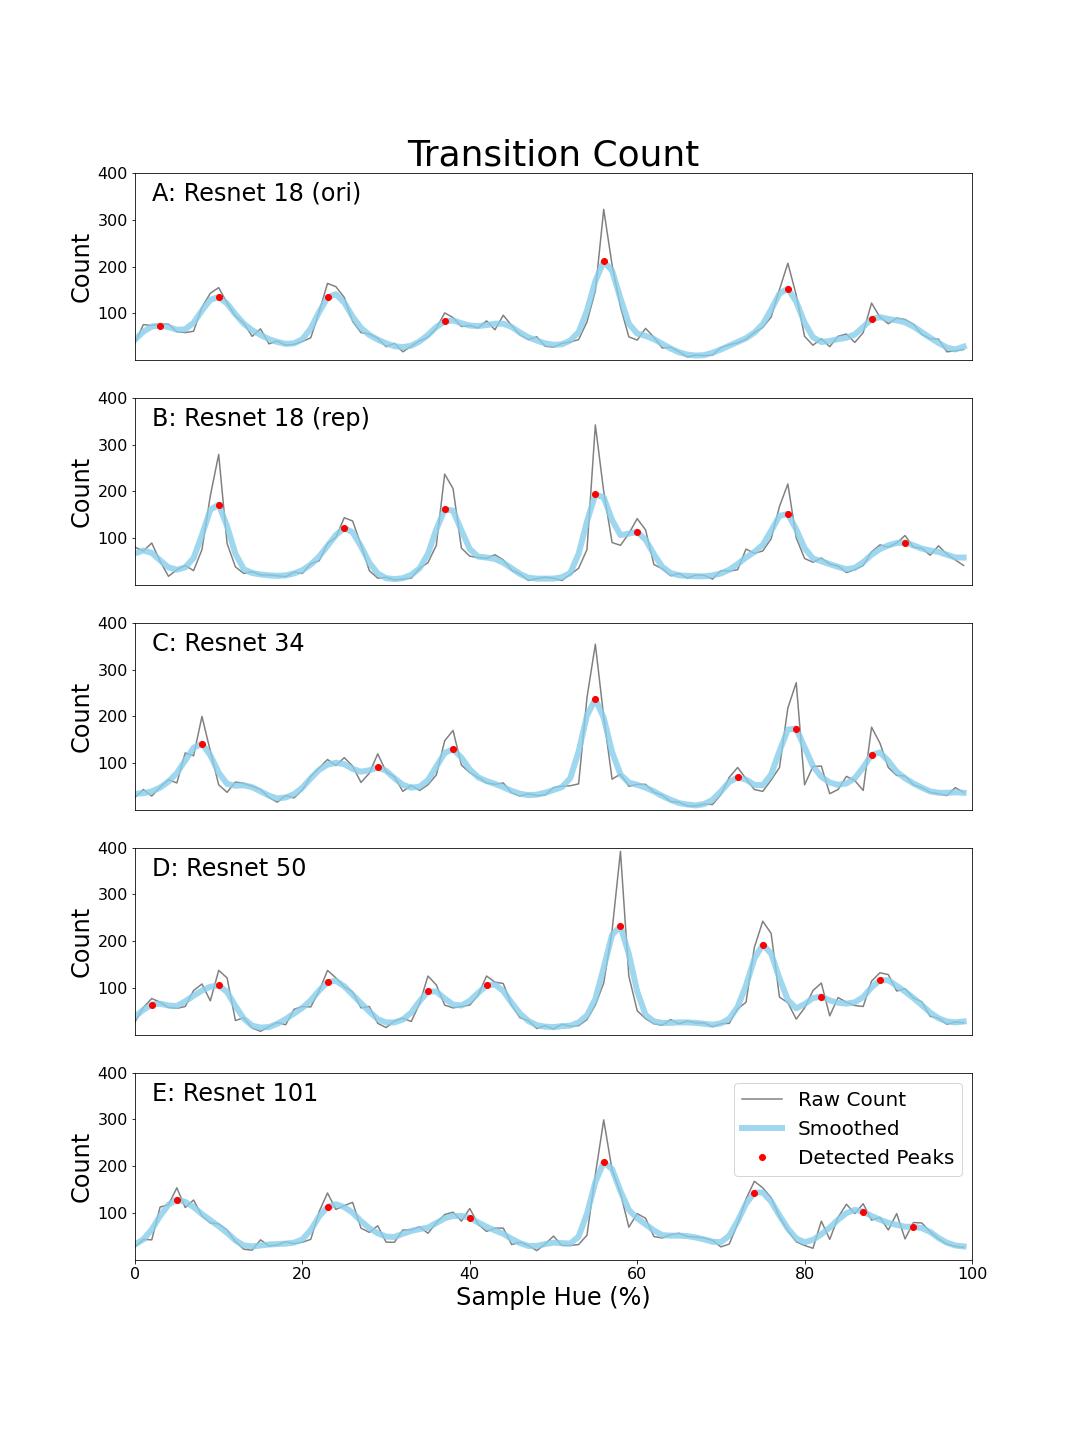 Transition Count
400
300
200
100
Count
A: Resnet 18 (ori)
400
300
200
100
Count
B: Resnet 18 (rep)
400
300
200
100
Count
C: Resnet 34
400
300
200
100
Count
D: Resnet 50
400
300
200
100
Count
E: Resnet 101
Raw Count
Smoothed
Detected Peaks
0 20 40 60 80 100
Sample Hue (%)